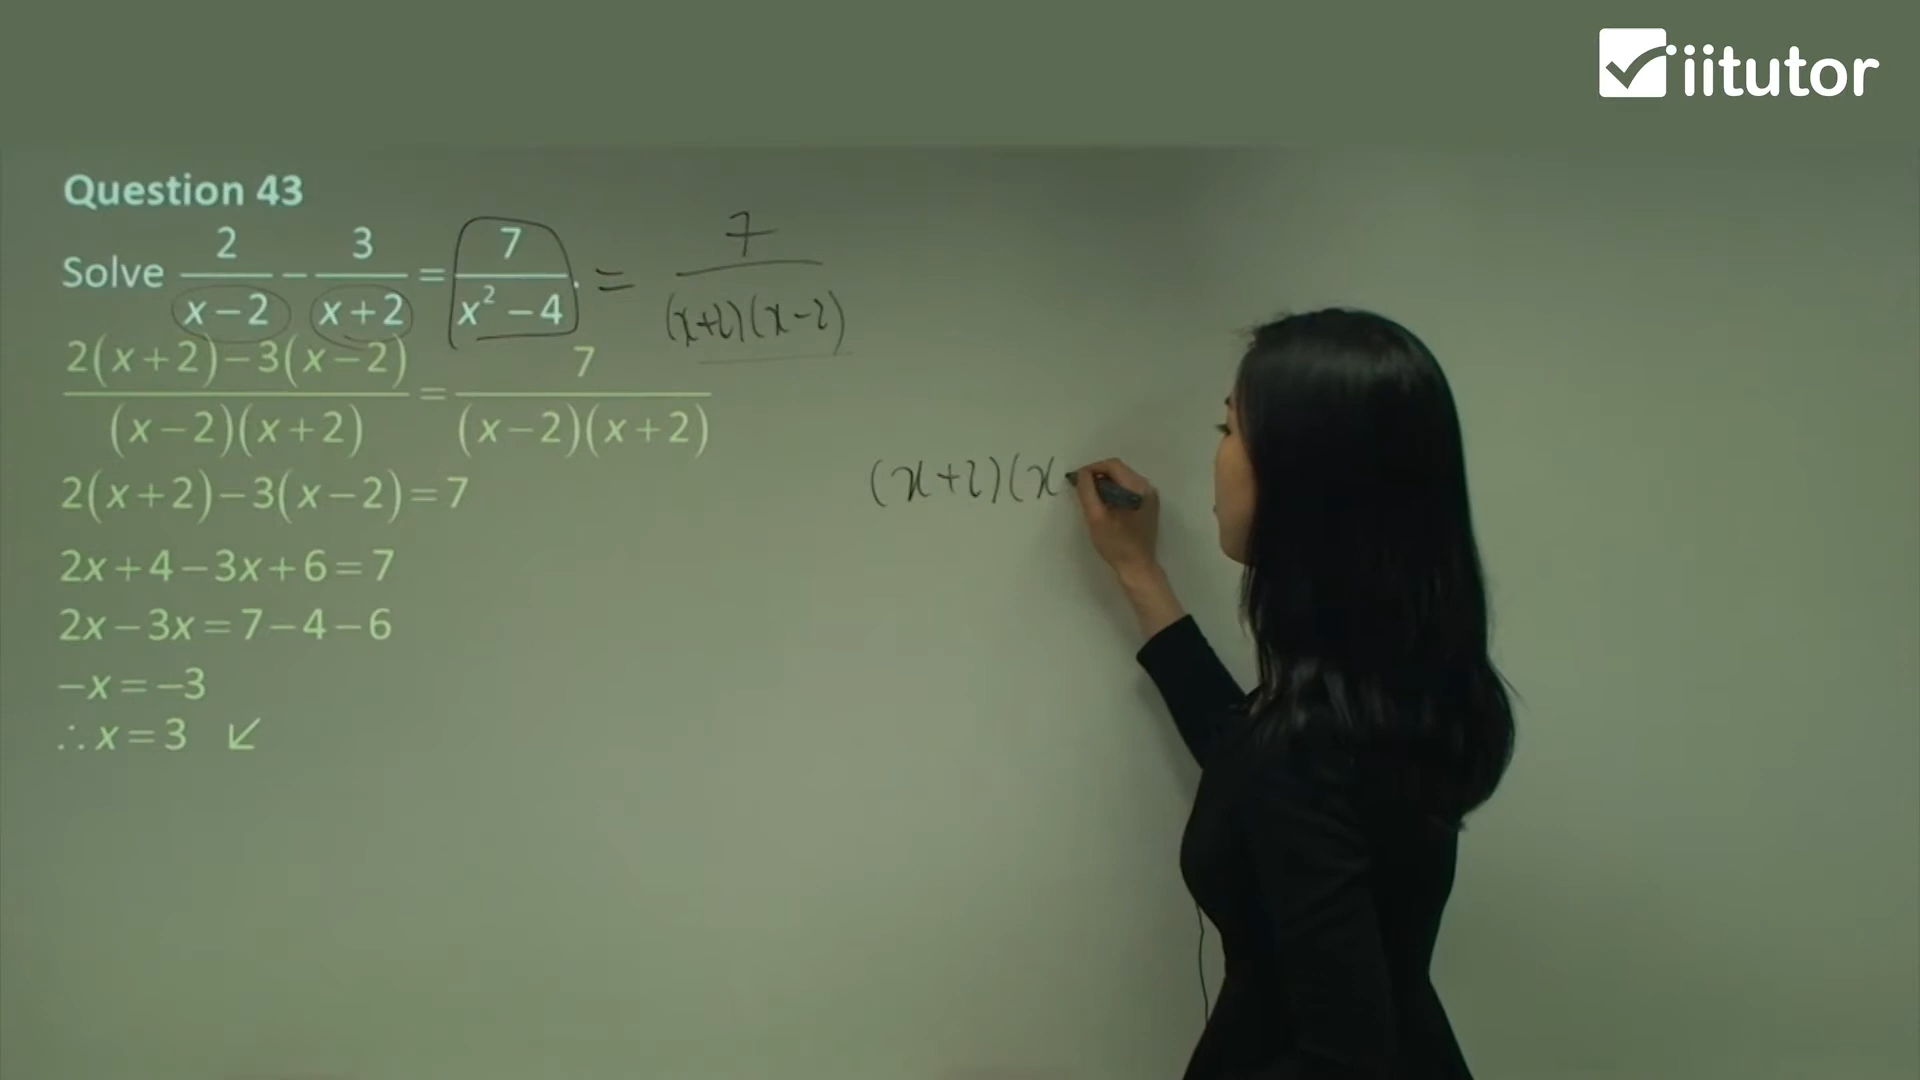 iitutor
Question 43
Solve 2/(x−2) − 3/(x+2) = 7/(x²−4). = 7/((x+2)(x−2))
(2(x+2)−3(x−2))/((x−2)(x+2)) = 7/((x−2)(x+2))
(x+2)(x
2(x+2)−3(x−2)=7
2x+4−3x+6=7
2x−3x=7−4−6
−x=−3
∴x=3 ↙